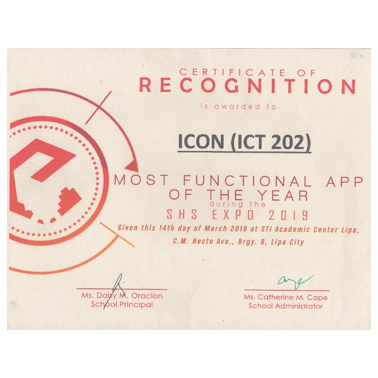 CERTIFICATE OF
RECOGNITION
is awarded to
ICON (ICT 202)
MOST FUNCTIONAL APP
OF THE YEAR
during the
SHS EXPO 2019
Given this 14th day of March 2019 at STI Academic Center Lipa,
C.M. Recto Ave., Brgy. 8, Lipa City
Ms. Daisy M. Oracion
School Principal
Ms. Catherine M. Cape
School Administrator